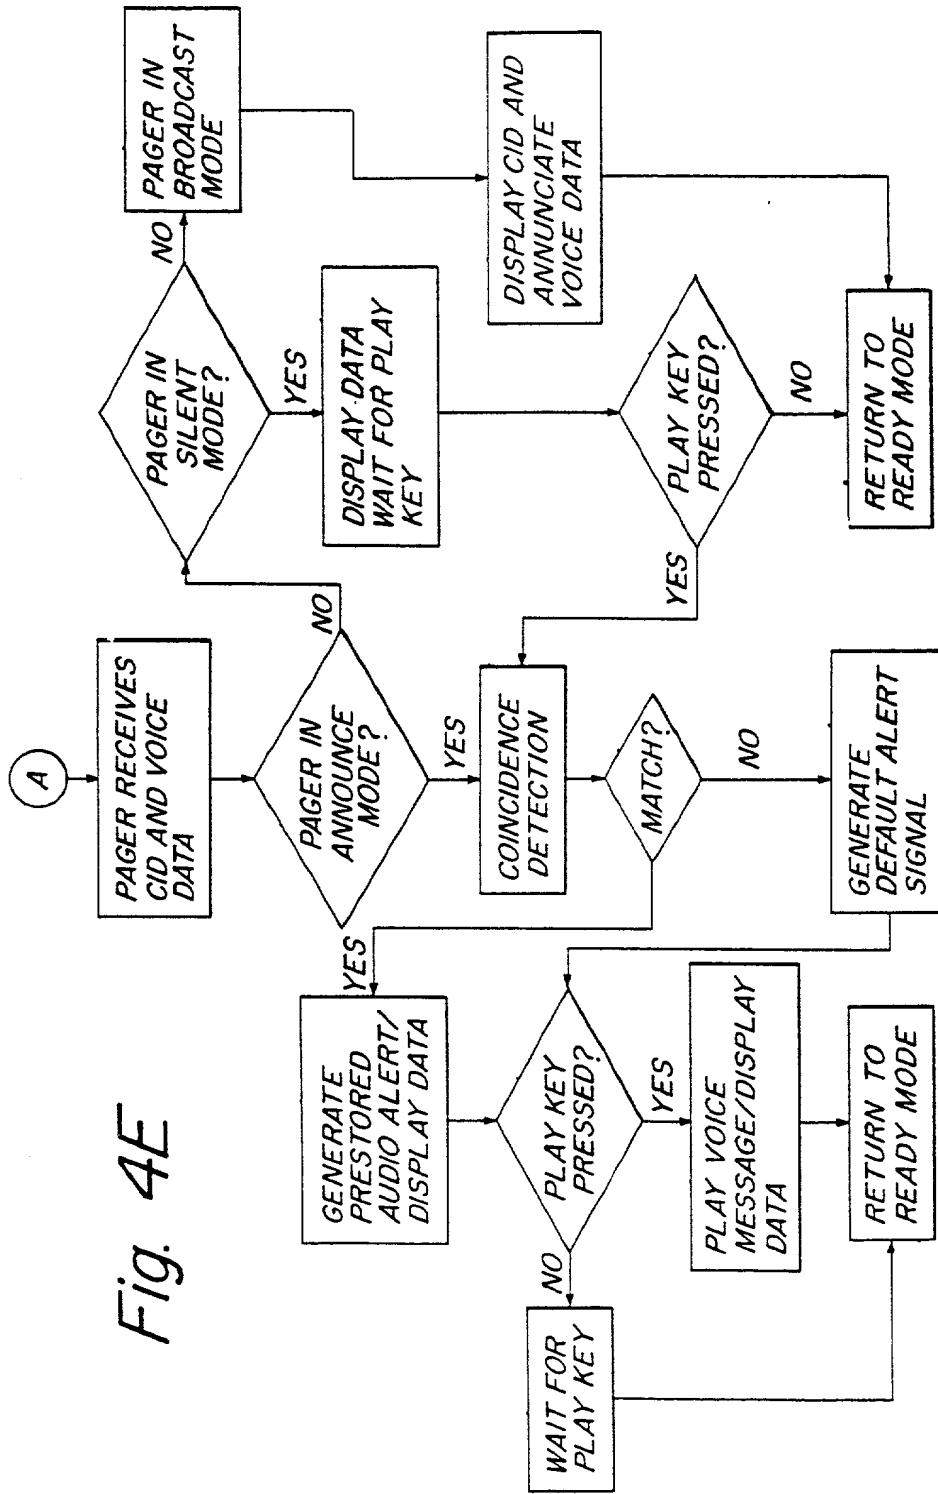 Fig. 4E
A
PAGER RECEIVES
CID AND VOICE
DATA
PAGER IN
ANNOUNCE
MODE?
NO
YES
PAGER IN
SILENT
MODE?
NO
YES
PAGER IN
BROADCAST
MODE
DISPLAY DATA
WAIT FOR PLAY
KEY
DISPLAY CID AND
ANNUNCIATE
VOICE DATA
PLAY KEY
PRESSED?
YES
NO
RETURN TO
READY MODE
COINCIDENCE
DETECTION
MATCH?
YES
NO
GENERATE
PRESTORED
AUDIO ALERT/
DISPLAY DATA
GENERATE
DEFAULT ALERT
SIGNAL
PLAY KEY
PRESSED?
NO
YES
WAIT FOR
PLAY KEY
PLAY VOICE
MESSAGE/DISPLAY
DATA
RETURN TO
READY MODE